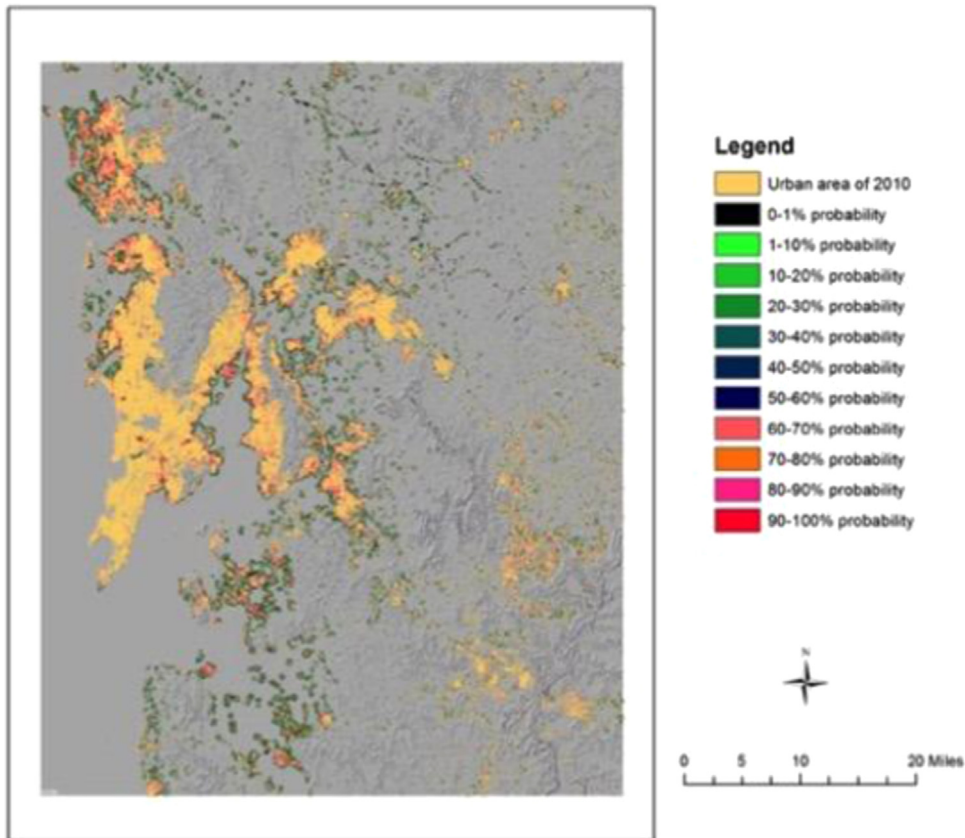 Legend
Urban area of 2010
0-1% probability
1-10% probability
10-20% probability
20-30% probability
30-40% probability
40-50% probability
50-60% probability
60-70% probability
70-80% probability
80-90% probability
90-100% probability
N
0 5 10 20 Miles